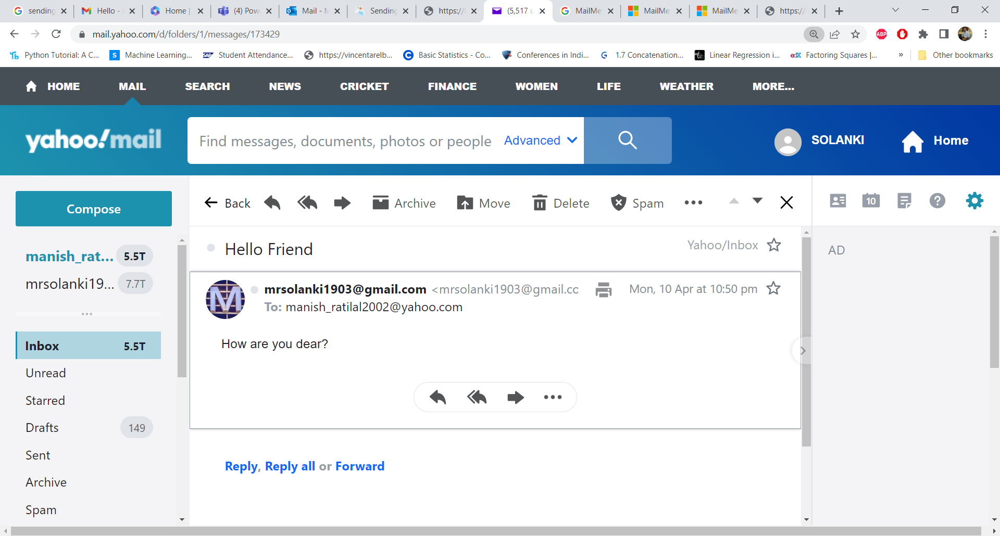 sending
Hello -
Home |
(4) Pow
Mail - M
Sending
https://
(5,517 u
MailMe
MailMe
MailMe
https://
mail.yahoo.com/d/folders/1/messages/173429
ABP
Python Tutorial: A C...
Machine Learning...
Student Attendance...
https://vincentarelb...
Basic Statistics - Co...
Conferences in Indi...
1.7 Concatenation...
Linear Regression i...
Factoring Squares |...
»
Other bookmarks
HOME MAIL SEARCH NEWS CRICKET FINANCE WOMEN LIFE WEATHER MORE...
yahoo!mail
Find messages, documents, photos or people
Advanced
SOLANKI
Home
Compose
Back
Archive
Move
Delete
Spam
10
manish_rat... 5.5T
mrsolanki19... 7.7T
Inbox 5.5T
Unread
Starred
Drafts 149
Sent
Archive
Spam
Hello Friend
Yahoo/Inbox
M
mrsolanki1903@gmail.com <mrsolanki1903@gmail.co
Mon, 10 Apr at 10:50 pm
To: manish_ratilal2002@yahoo.com
How are you dear?
Reply, Reply all or Forward
AD